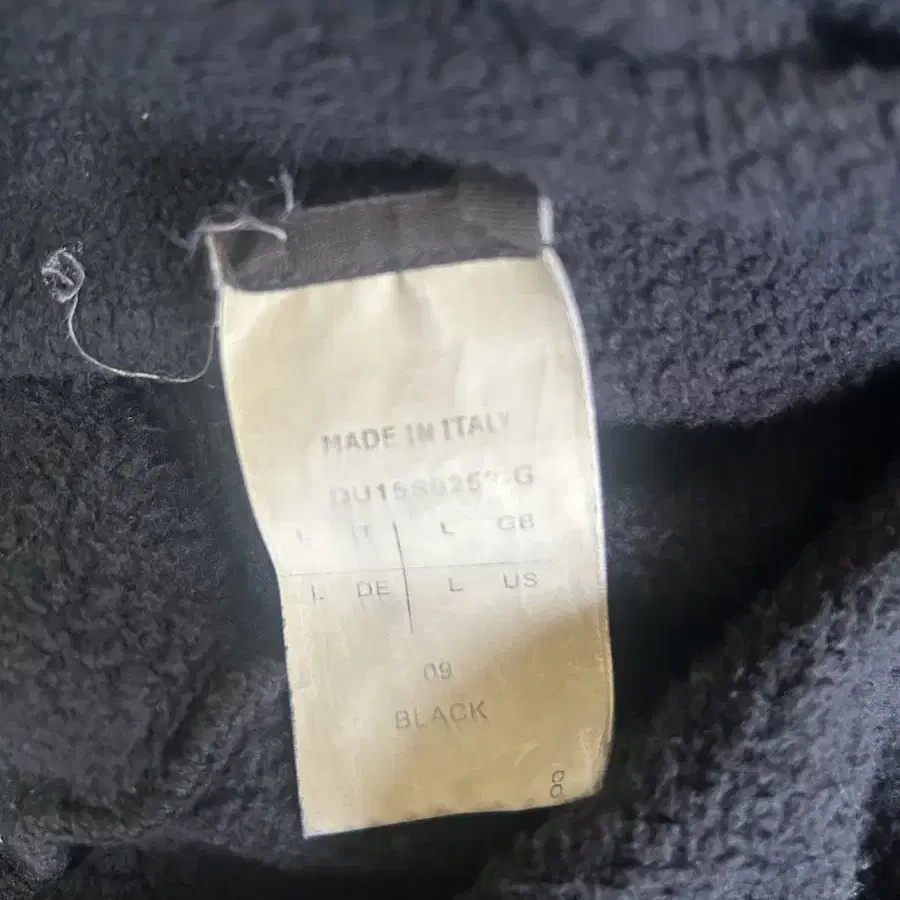 MADE IN ITALY
IT L GB
DE L US
09
BLACK